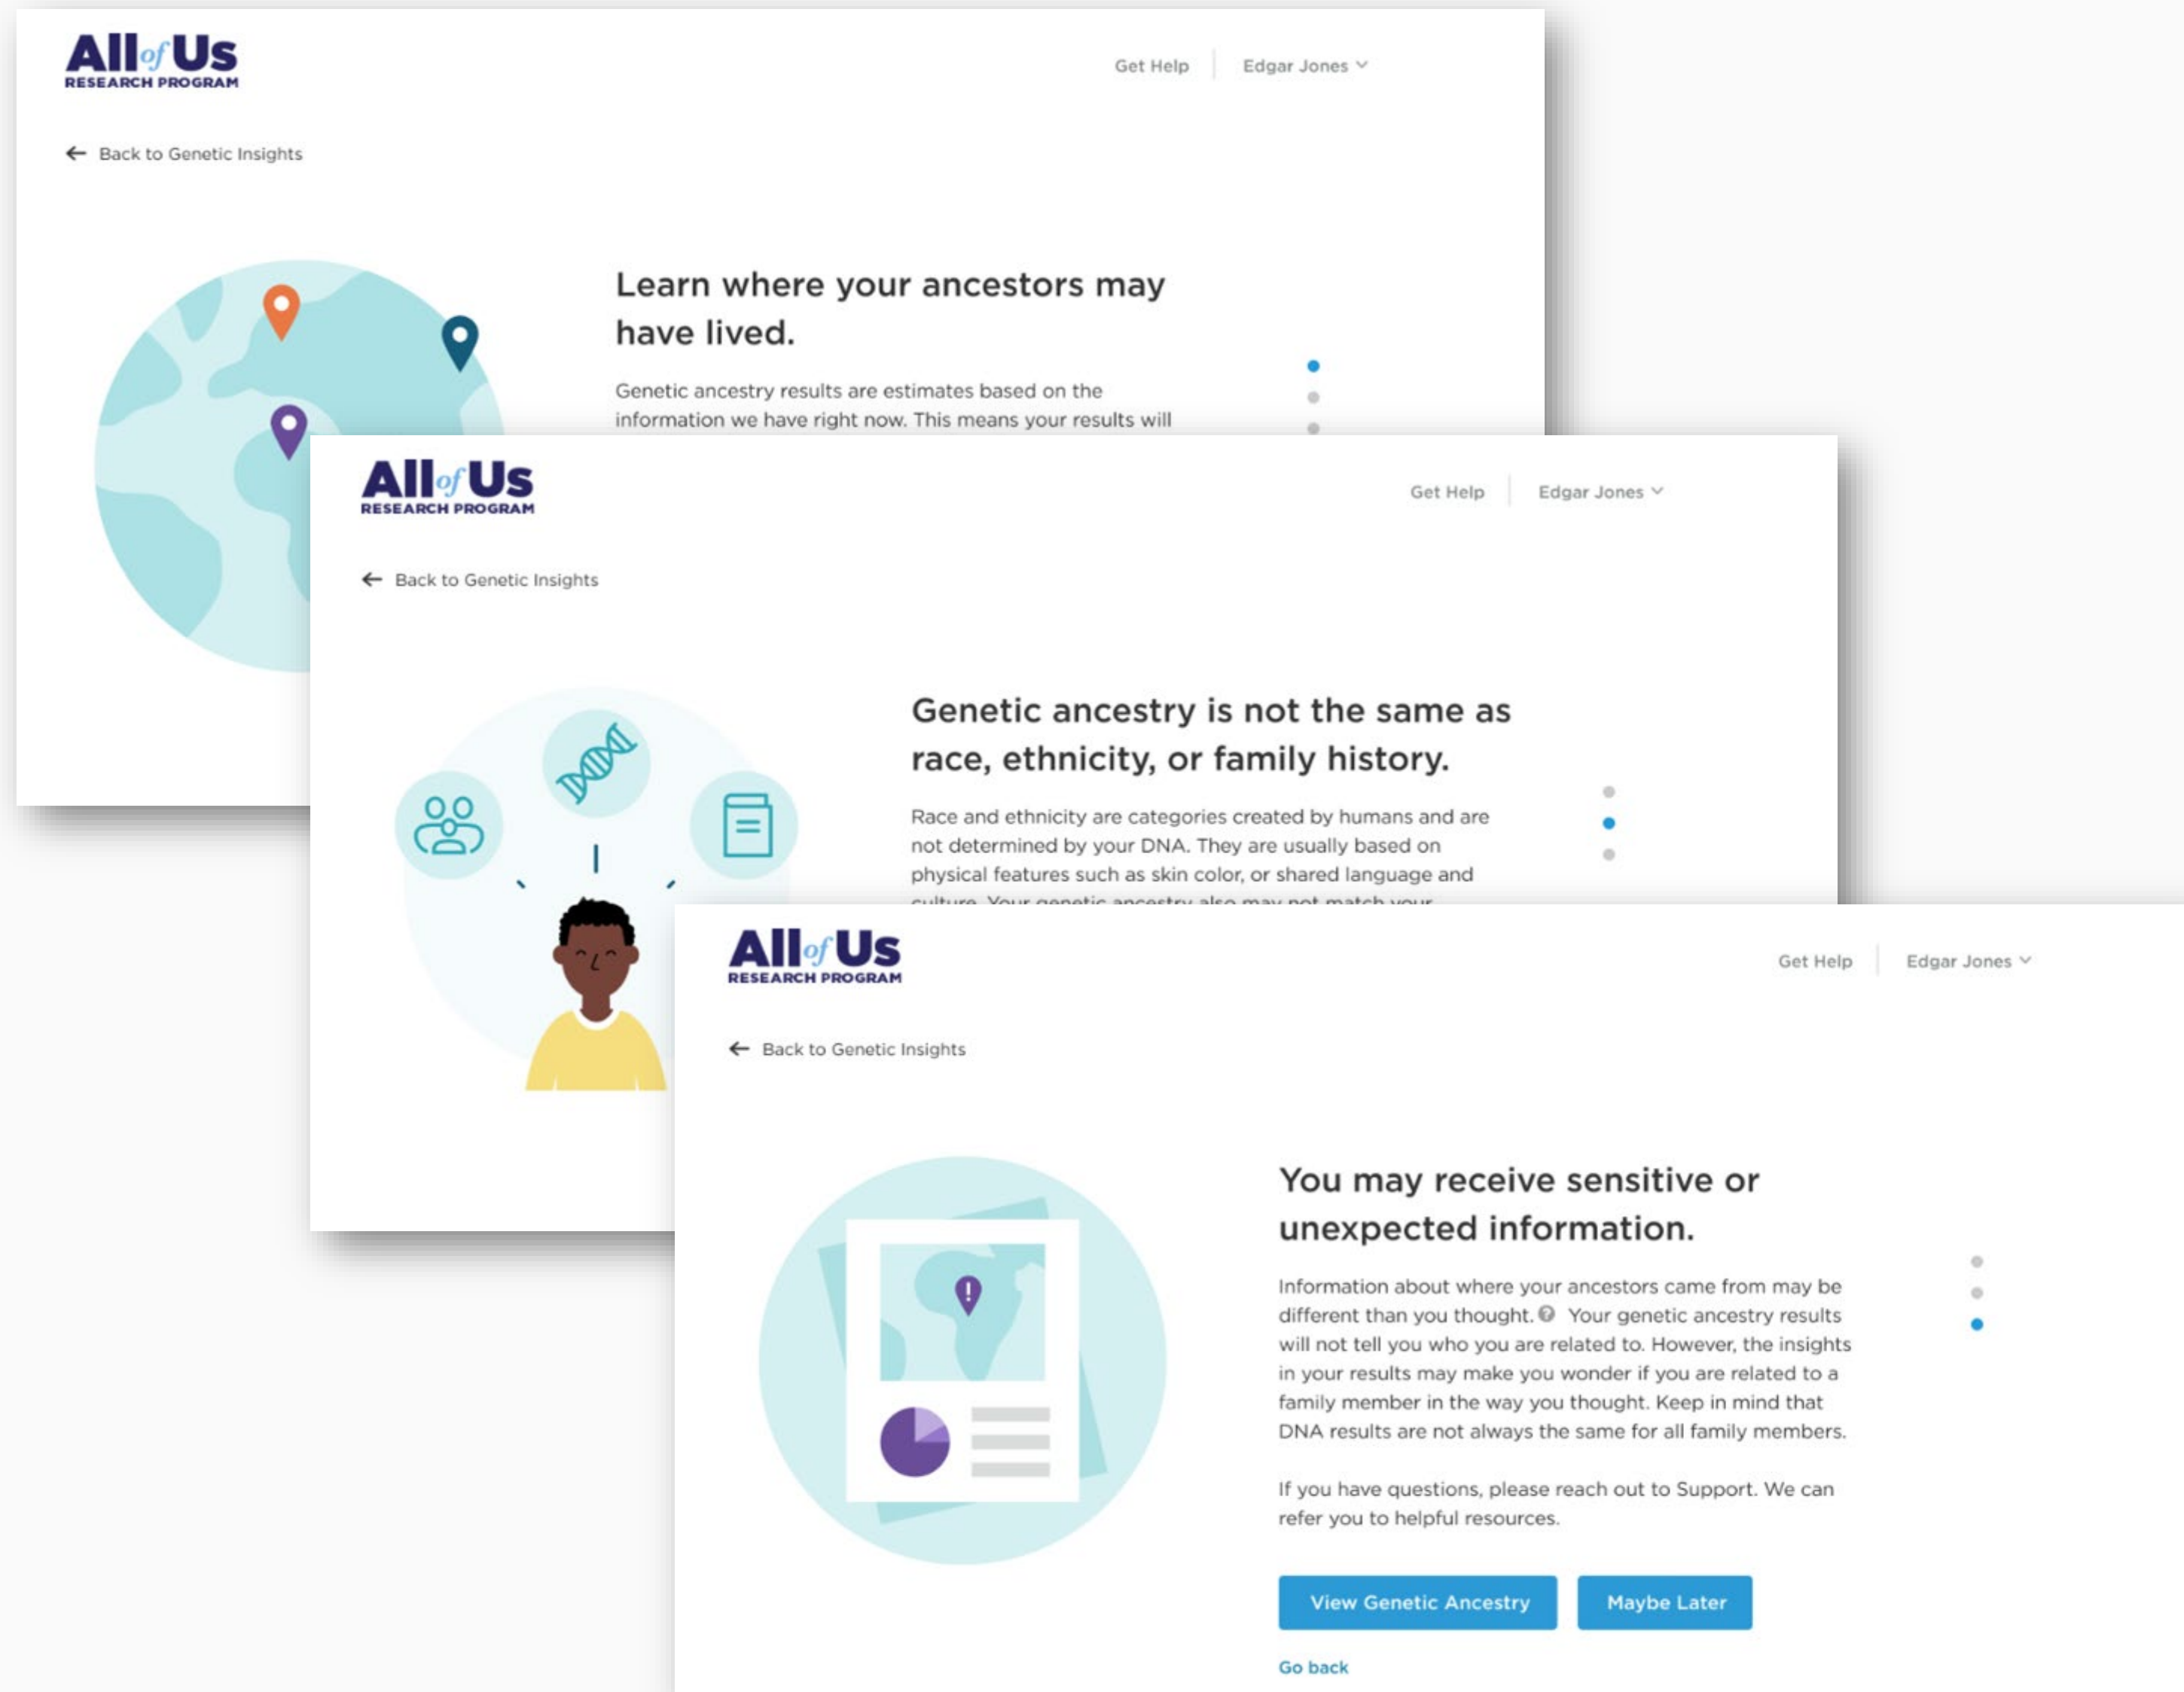 All of Us
RESEARCH PROGRAM
Get Help
Edgar Jones
Back to Genetic Insights
Learn where your ancestors may
have lived.
Genetic ancestry results are estimates based on the
information we have right now. This means your results will
All of Us
RESEARCH PROGRAM
Get Help
Edgar Jones
Back to Genetic Insights
Genetic ancestry is not the same as
race, ethnicity, or family history.
Race and ethnicity are categories created by humans and are
not determined by your DNA. They are usually based on
physical features such as skin color, or shared language and
culture. Your genetic ancestry also may not match your
All of Us
RESEARCH PROGRAM
Get Help
Edgar Jones
Back to Genetic Insights
You may receive sensitive or
unexpected information.
Information about where your ancestors came from may be
different than you thought. Your genetic ancestry results
will not tell you who you are related to. However, the insights
in your results may make you wonder if you are related to a
family member in the way you thought. Keep in mind that
DNA results are not always the same for all family members.
If you have questions, please reach out to Support. We can
refer you to helpful resources.
View Genetic Ancestry
Maybe Later
Go back